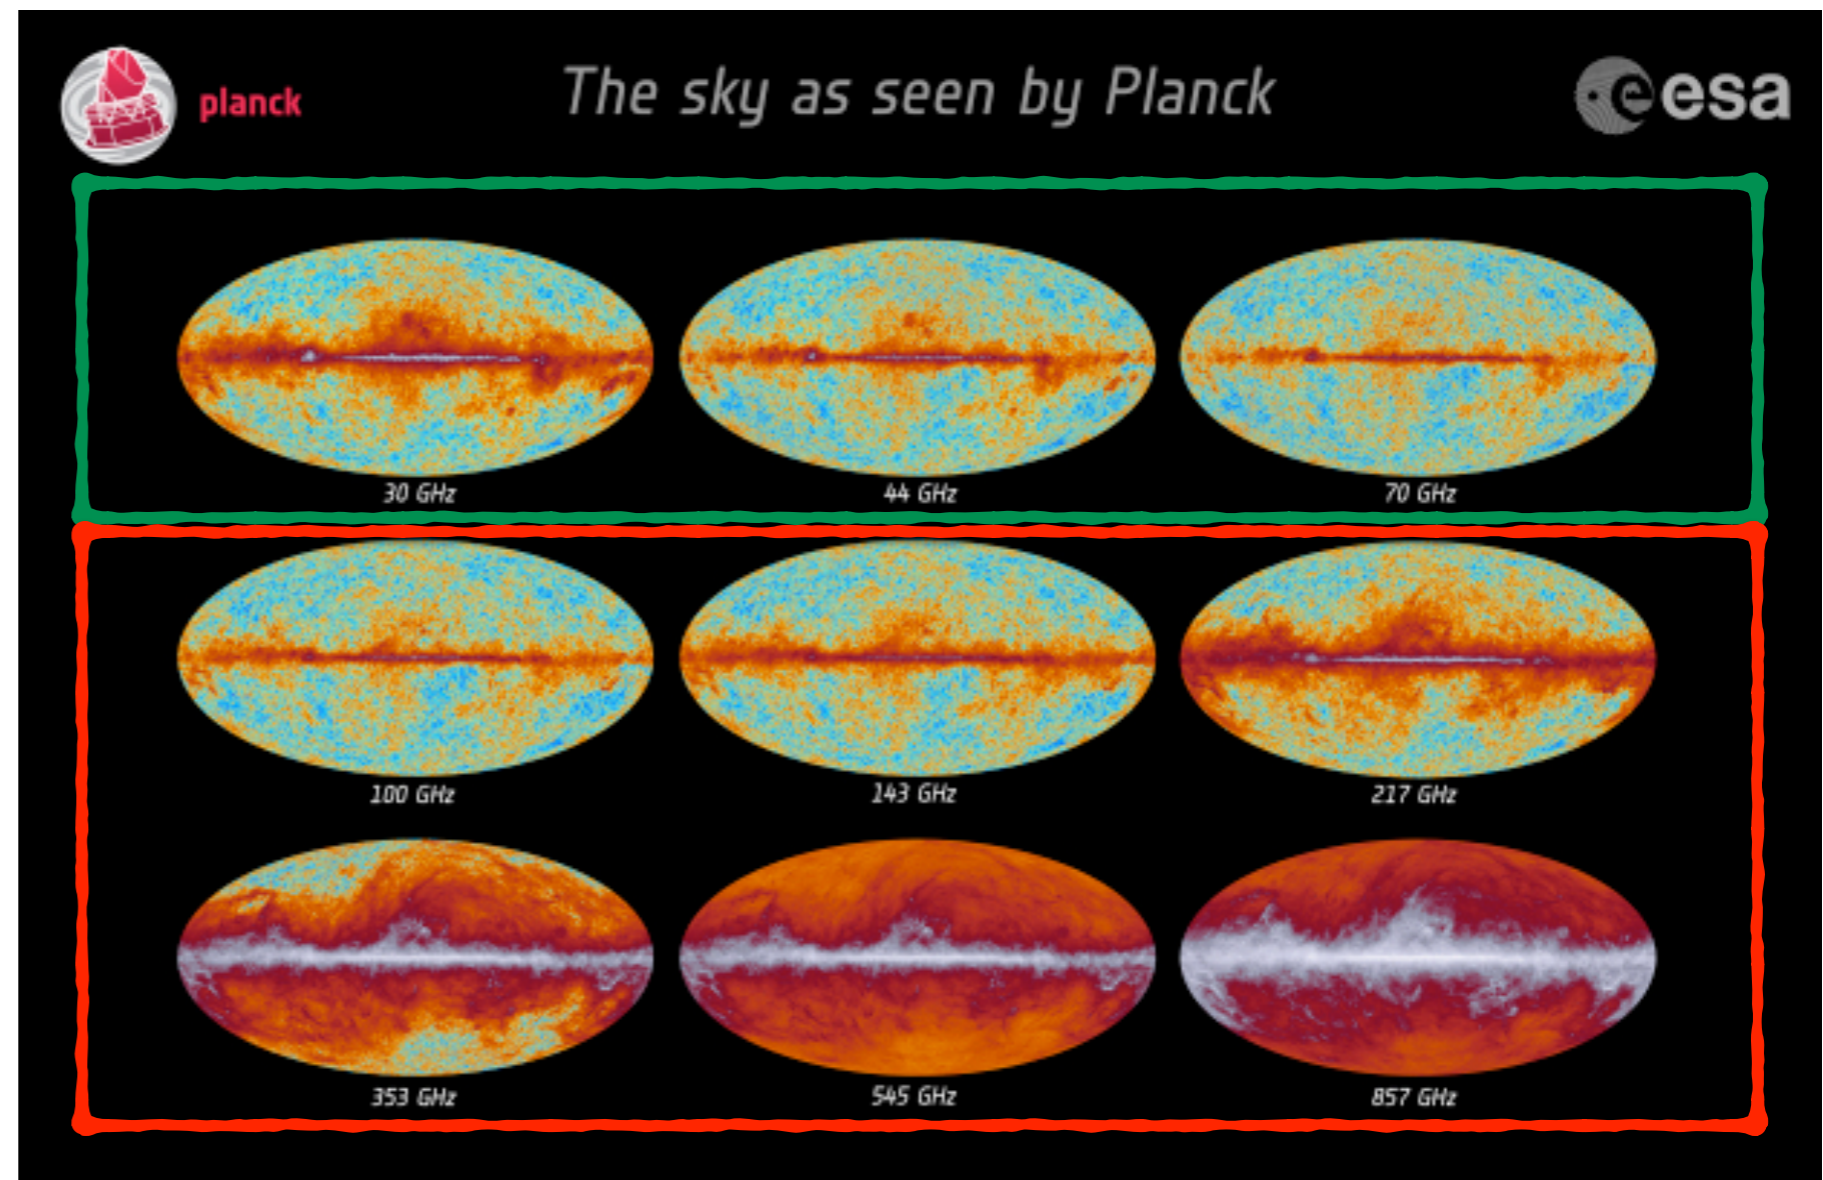 planck
The sky as seen by Planck
esa
30 GHz
44 GHz
70 GHz
100 GHz
143 GHz
217 GHz
353 GHz
545 GHz
857 GHz